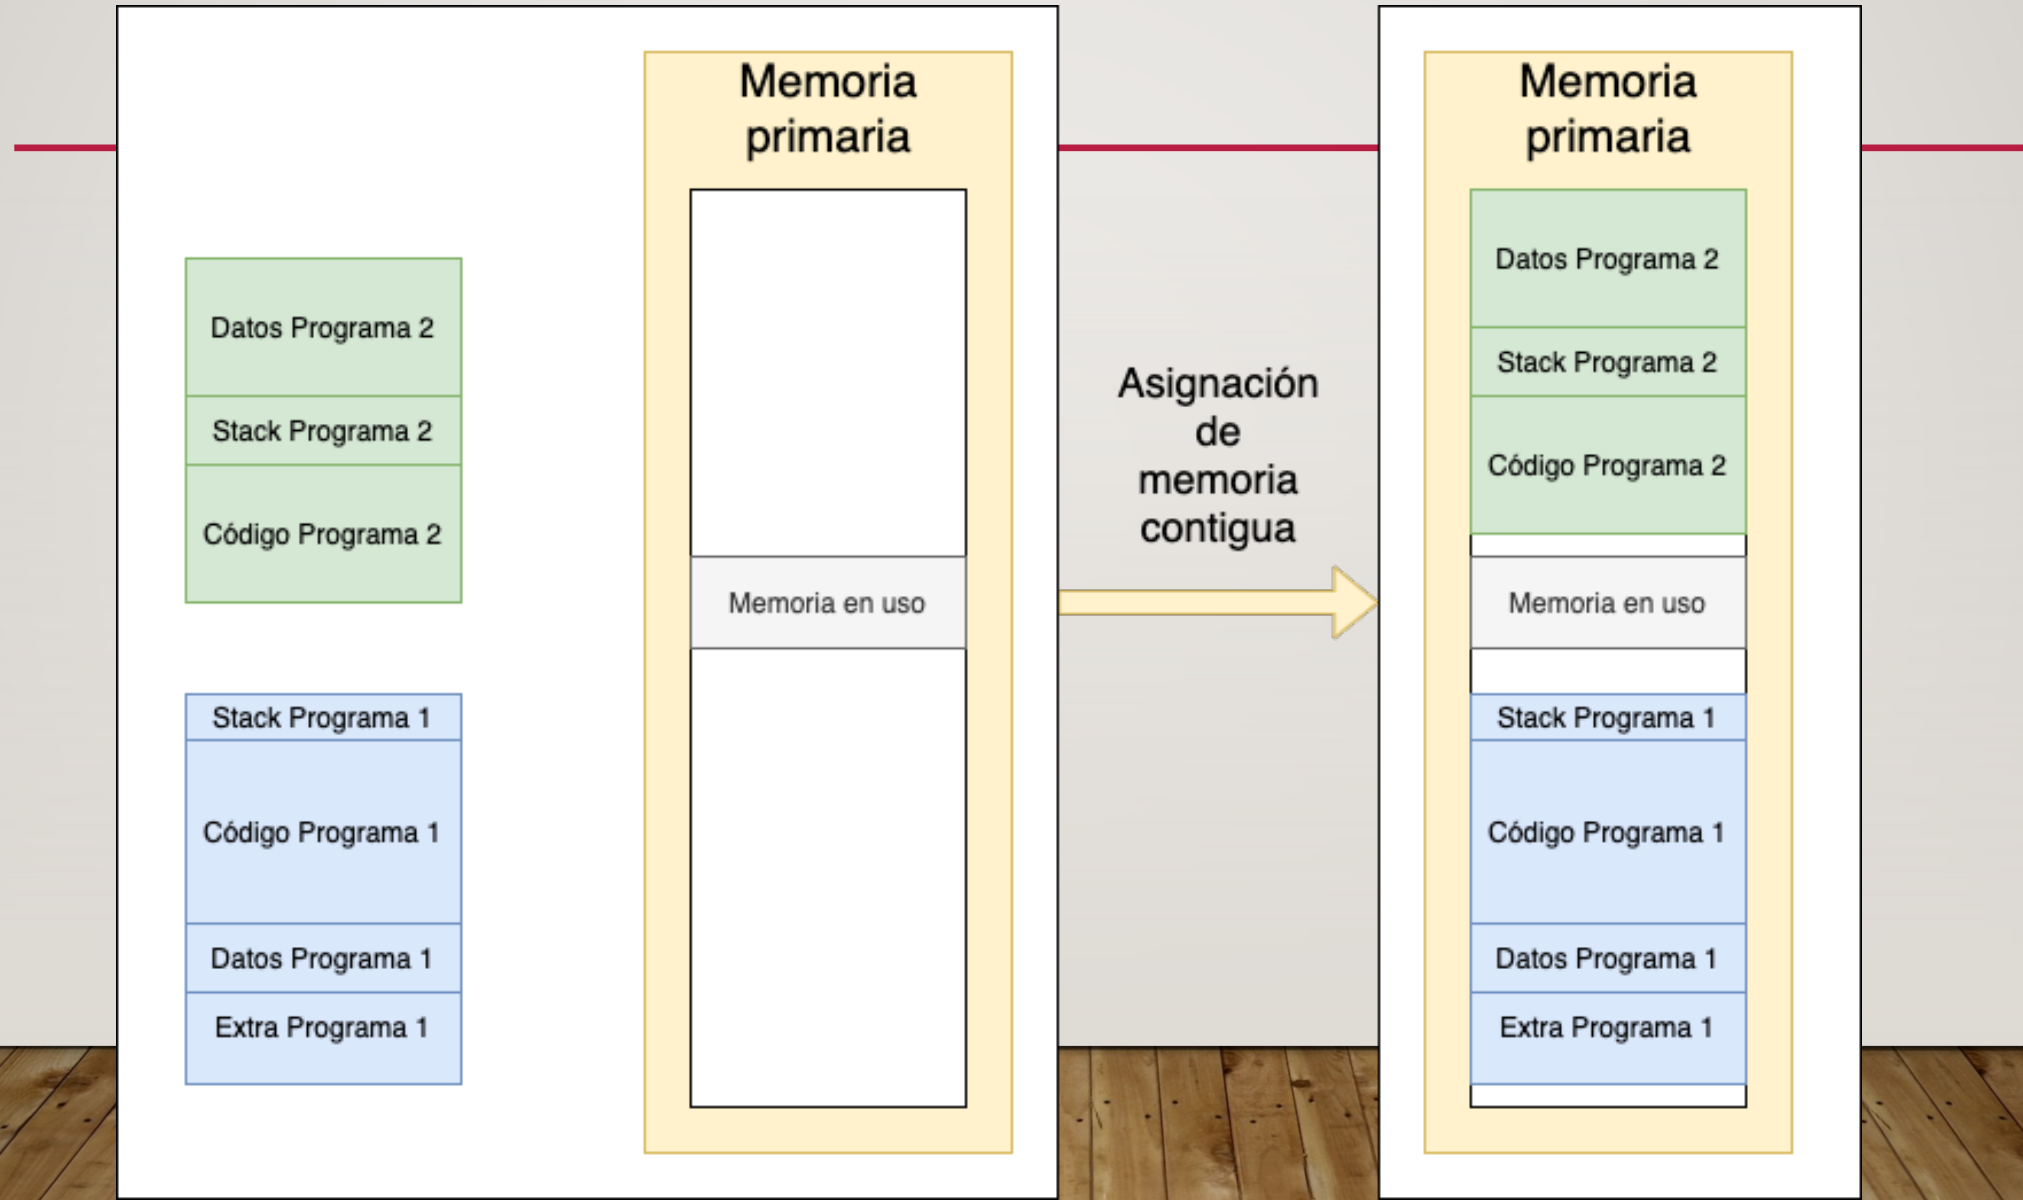 Datos Programa 2
Stack Programa 2
Código Programa 2
Stack Programa 1
Código Programa 1
Datos Programa 1
Extra Programa 1
Memoria
primaria
Memoria en uso
Asignación
de
memoria
contigua
Memoria
primaria
Datos Programa 2
Stack Programa 2
Código Programa 2
Memoria en uso
Stack Programa 1
Código Programa 1
Datos Programa 1
Extra Programa 1